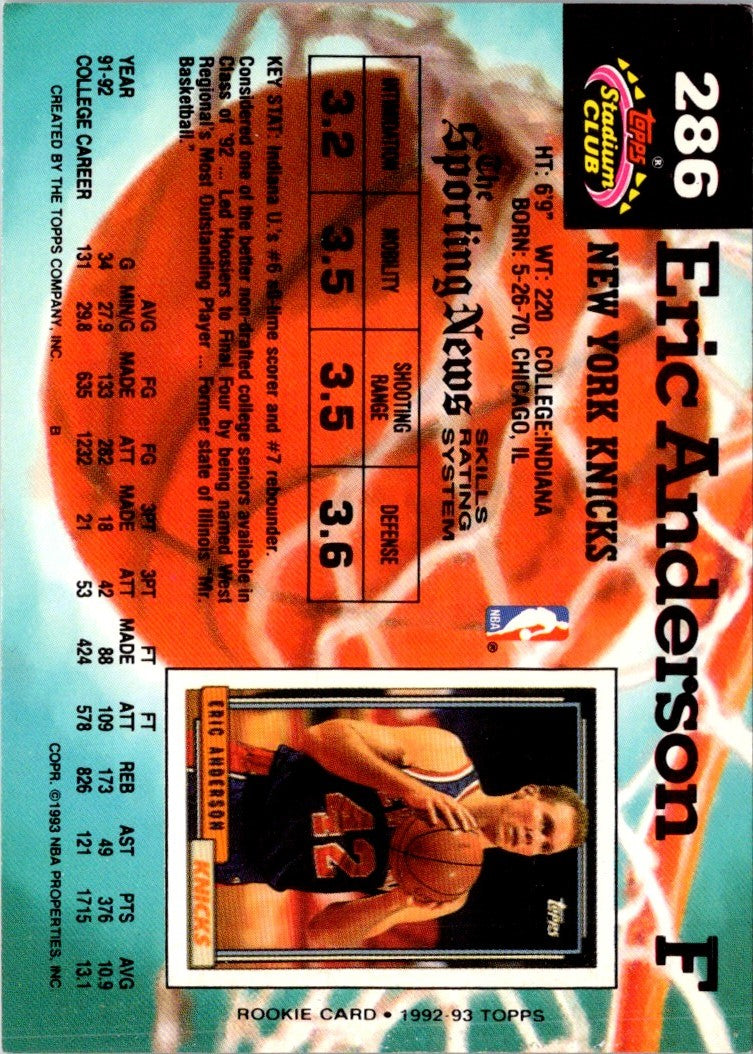 286
Eric Anderson F
topps®
Stadium
CLUB
NEW YORK KNICKS
HT: 6'9" WT: 220 COLLEGE: INDIANA
BORN: 5-26-70, CHICAGO, IL
NBA
®
The
Sporting News
SKILLS
RATING
SYSTEM
INTIMIDATION MOBILITY SHOOTING RANGE DEFENSE
3.2 3.5 3.5 3.6
KEY STAT: Indiana U.'s #6 all-time scorer and #7 rebounder.
Considered one of the better non-drafted college seniors available in
Class of '92 ... Led Hoosiers to Final Four by being named West
Regional's Most Outstanding Player ... Former state of Illinois "Mr.
Basketball."
topps
42
ERIC ANDERSON
KNICKS
ROOKIE CARD • 1992-93 TOPPS
AVG FG FG 3PT 3PT FT FT
YEAR G MIN/G MADE ATT MADE ATT MADE ATT REB AST PTS AVG
91-92 34 27.9 133 282 18 42 88 109 173 49 376 10.9
COLLEGE CAREER 131 29.8 635 1232 21 53 424 578 826 121 1715 13.1
CREATED BY THE TOPPS COMPANY, INC. B COPR. ©1993 NBA PROPERTIES, INC